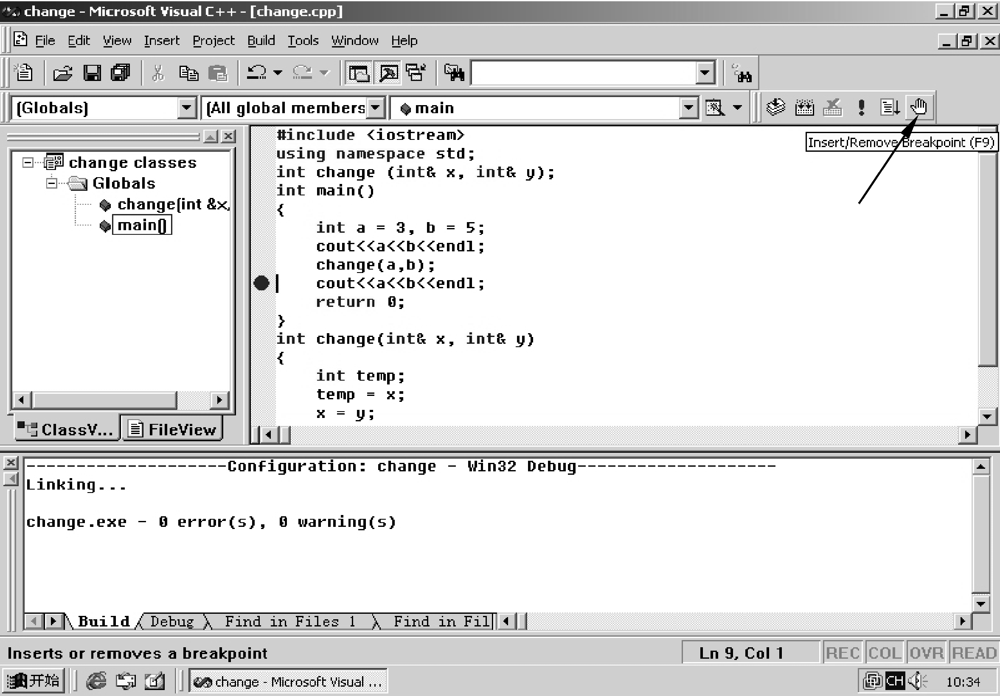 change - Microsoft Visual C++ - [change.cpp]
File Edit View Insert Project Build Tools Window Help
(Globals) (All global members main
Insert/Remove Breakpoint (F9)
change classes
Globals
change(int &x,
main()
#include <iostream>
using namespace std;
int change (int& x, int& y);
int main()
{
    int a = 3, b = 5;
    cout<<a<<b<<endl;
    change(a,b);
    cout<<a<<b<<endl;
    return 0;
}
int change(int& x, int& y)
{
    int temp;
    temp = x;
    x = y;
ClassV... FileView
--------------------Configuration: change - Win32 Debug--------------------
Linking...
change.exe - 0 error(s), 0 warning(s)
Build Debug Find in Files 1 Find in Fil
Inserts or removes a breakpoint Ln 9, Col 1 REC COL OVR READ
开始 change - Microsoft Visual ... CH 10:34